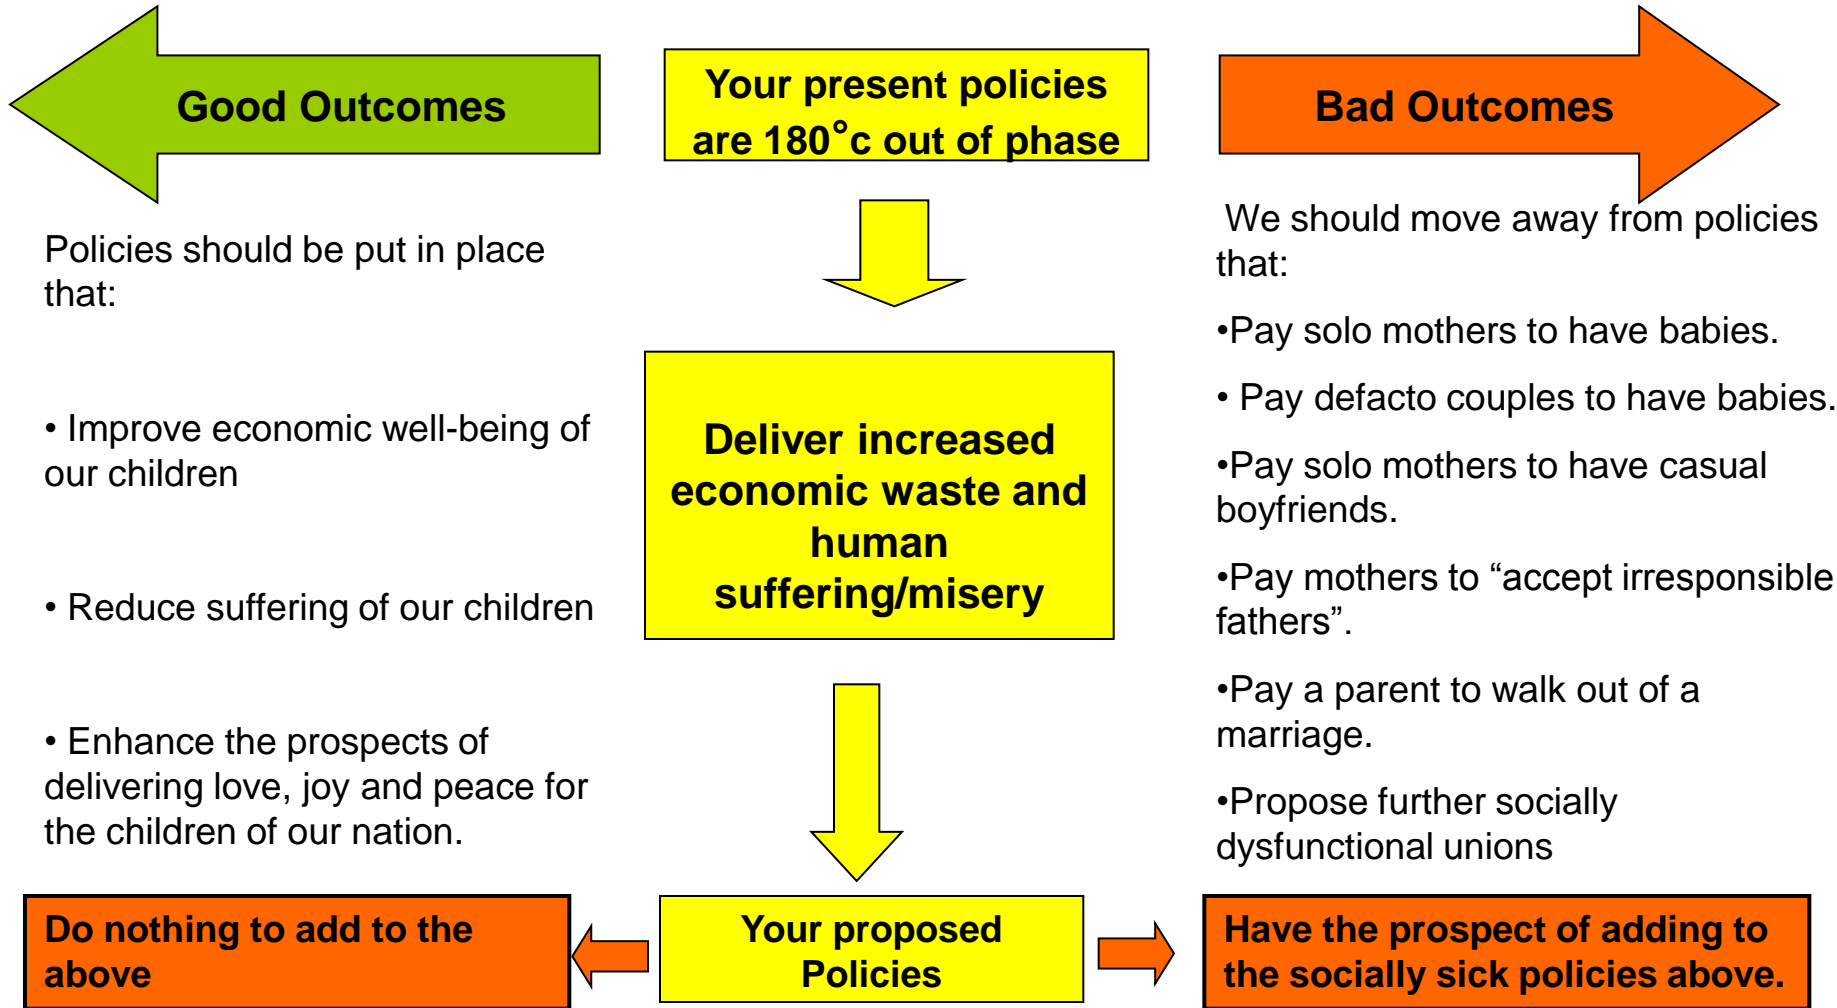 Good Outcomes
Your present policies
are 180°c out of phase
Bad Outcomes
Policies should be put in place
that:
• Improve economic well-being of
our children
• Reduce suffering of our children
• Enhance the prospects of
delivering love, joy and peace for
the children of our nation.
Do nothing to add to the
above
Deliver increased
economic waste and
human
suffering/misery
Your proposed
Policies
We should move away from policies
that:
•Pay solo mothers to have babies.
• Pay defacto couples to have babies.
•Pay solo mothers to have casual
boyfriends.
•Pay mothers to “accept irresponsible
fathers”.
•Pay a parent to walk out of a
marriage.
•Propose further socially
dysfunctional unions
Have the prospect of adding to
the socially sick policies above.